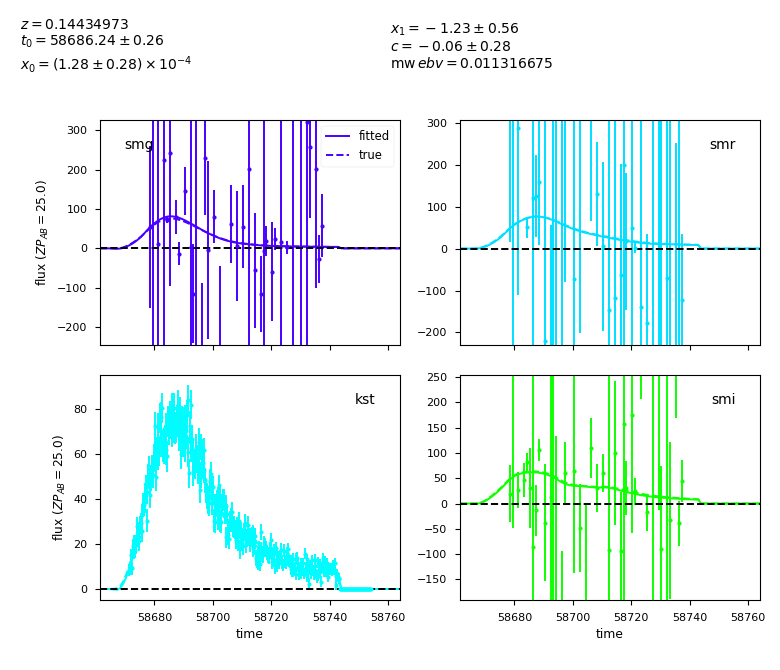 z = 0.14434973
t₀ = 58686.24 ± 0.26
x₀ = (1.28 ± 0.28) × 10⁻⁴
x₁ = −1.23 ± 0.56
c = −0.06 ± 0.28
mwebv = 0.011316675
smg
fitted
true
300
200
100
0
−100
−200
flux (ZP_AB = 25.0)
smr
300
200
100
0
−100
−200
kst
80
60
40
20
0
flux (ZP_AB = 25.0)
58680 58700 58720 58740 58760
time
smi
250
200
150
100
50
0
−50
−100
−150
58680 58700 58720 58740 58760
time